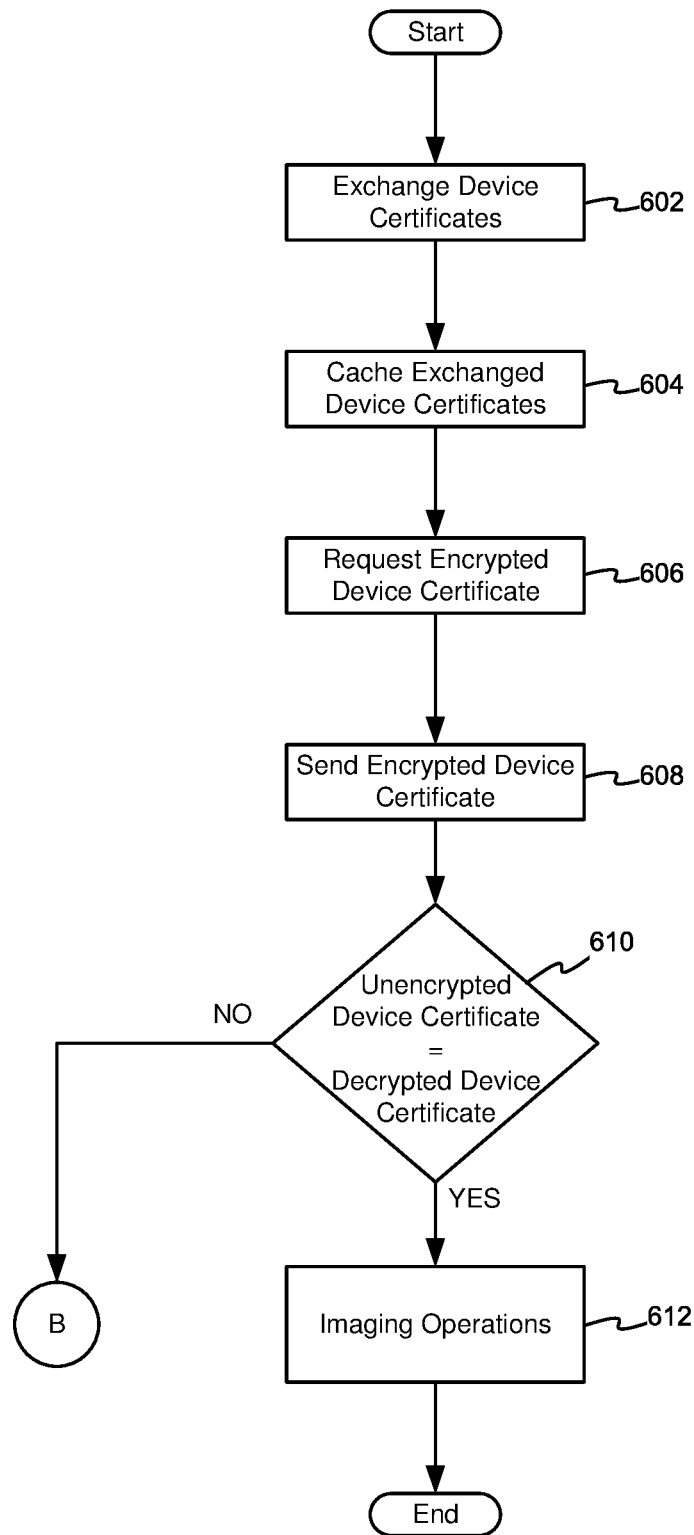 Start
Exchange Device
Certificates
602
Cache Exchanged
Device Certificates
604
Request Encrypted
Device Certificate
606
Send Encrypted Device
Certificate
608
610
Unencrypted
Device Certificate
=
Decrypted Device
Certificate
NO
YES
B
Imaging Operations
612
End